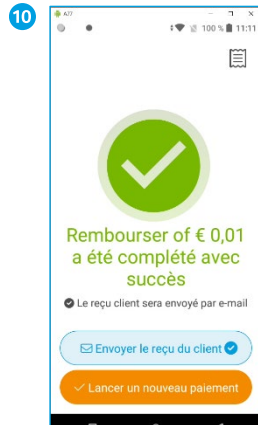 10
A77
100 % 11:11
Rembourser of € 0,01
a été complété avec
succès
Le reçu client sera envoyé par e-mail
Envoyer le reçu du client
Lancer un nouveau paiement